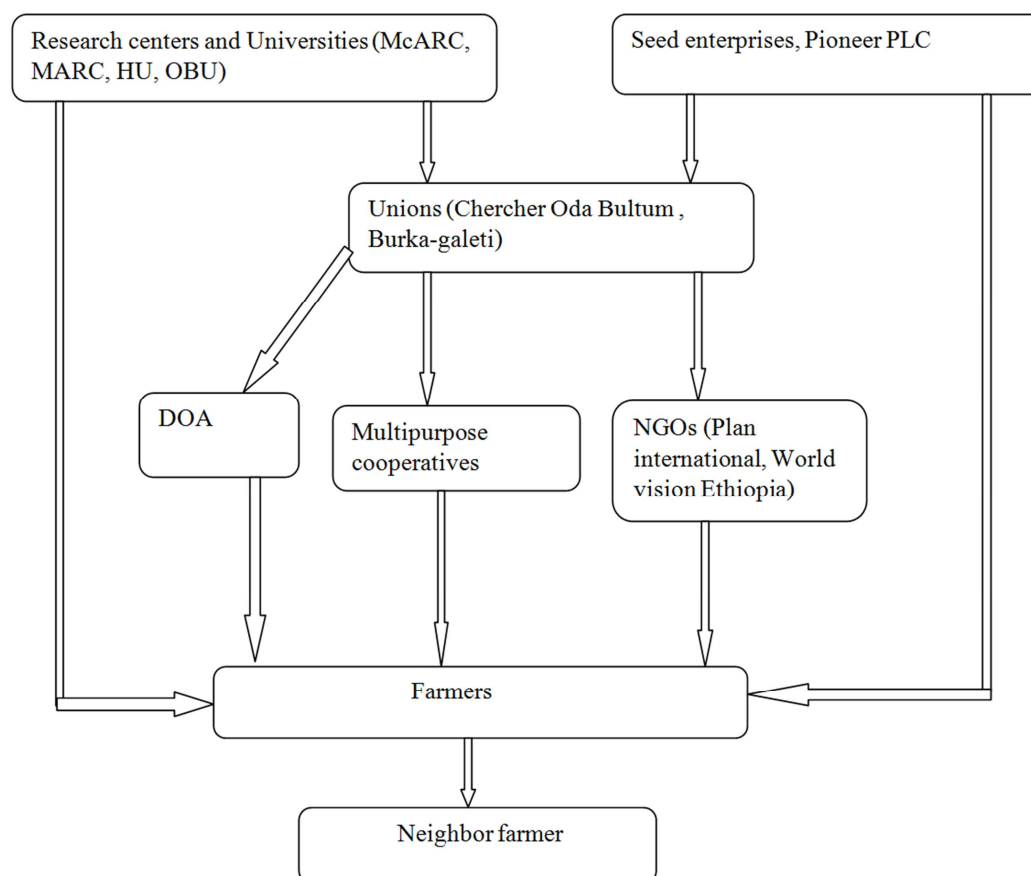 Research centers and Universities (McARC,
MARC, HU, OBU)
Seed enterprises, Pioneer PLC
Unions (Chercher Oda Bultum ,
Burka-galeti)
DOA
Multipurpose
cooperatives
NGOs (Plan
international, World
vision Ethiopia)
Farmers
Neighbor farmer